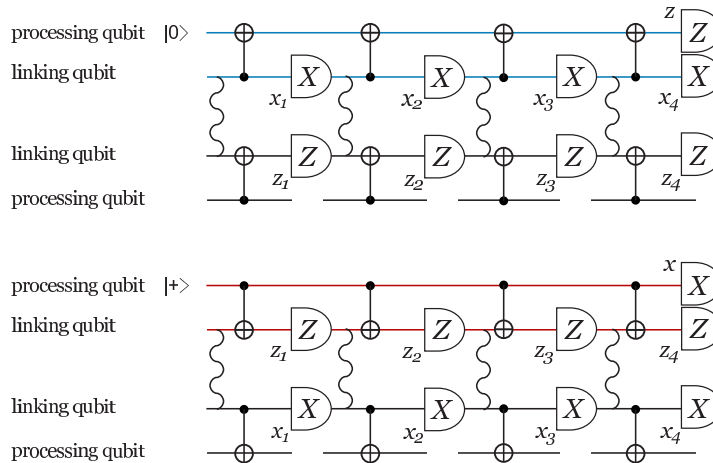 z
processing qubit |0> Z
linking qubit X X X X
x1 x2 x3 x4
linking qubit Z Z Z Z
z1 z2 z3 z4
processing qubit
x
processing qubit |+> X
linking qubit Z Z Z Z
z1 z2 z3 z4
linking qubit X X X X
x1 x2 x3 x4
processing qubit